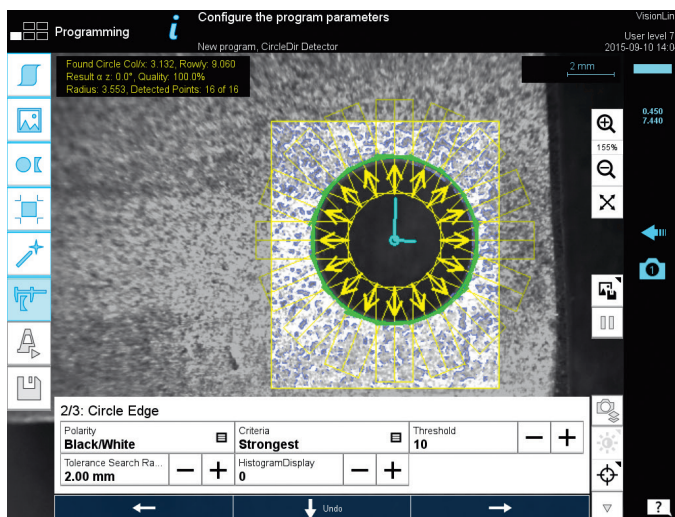 Programming
Configure the program parameters
New program, CircleDir Detector
VisionLin
User level 7
2015-09-10 14:0
Found Circle Col/x: 3.132, Row/y: 9.060
Result α z: 0.0°, Quality: 100.0%
Radius: 3.553, Detected Points: 16 of 16
2 mm
0.450
7.440
155%
1
2/3: Circle Edge
Polarity
Black/White
Criteria
Strongest
Threshold
10
Tolerance Search Ra...
2.00 mm
HistogramDisplay
0
Undo
?